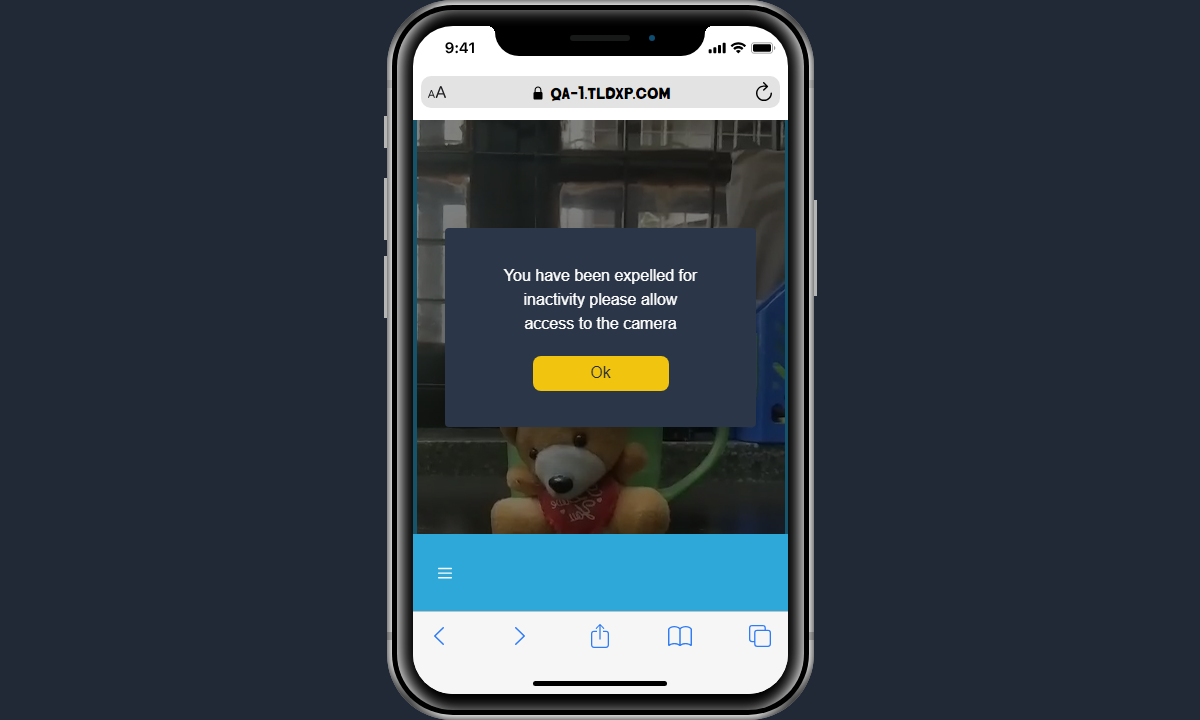 9:41
AA
QA-1.TLDXP.COM
You have been expelled for
inactivity please allow
access to the camera
Ok
You